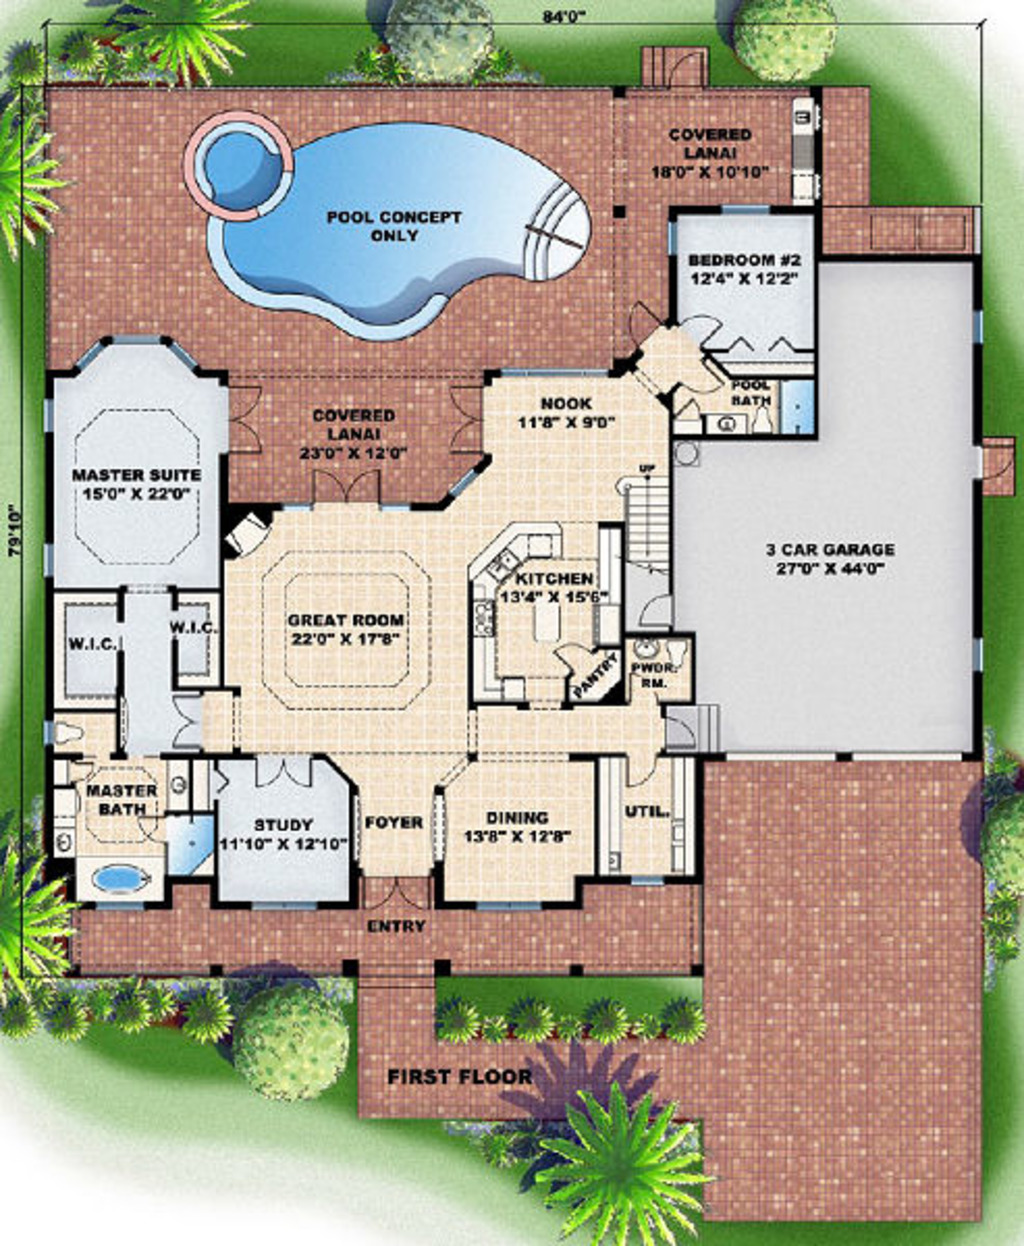 84'0"
COVERED
LANAI
18'0" X 10'10"
POOL CONCEPT
ONLY
BEDROOM #2
12'4" X 12'2"
POOL
BATH
NOOK
11'8" X 9'0"
COVERED
LANAI
23'0" X 12'0"
MASTER SUITE
15'0" X 22'0"
UP
79'10"
3 CAR GARAGE
27'0" X 44'0"
KITCHEN
13'4" X 15'6"
GREAT ROOM
22'0" X 17'8"
W.I.C.
W.I.C.
PANTRY
PWDR.
RM.
MASTER
BATH
STUDY
11'10" X 12'10"
FOYER
DINING
13'8" X 12'8"
UTIL.
ENTRY
FIRST FLOOR